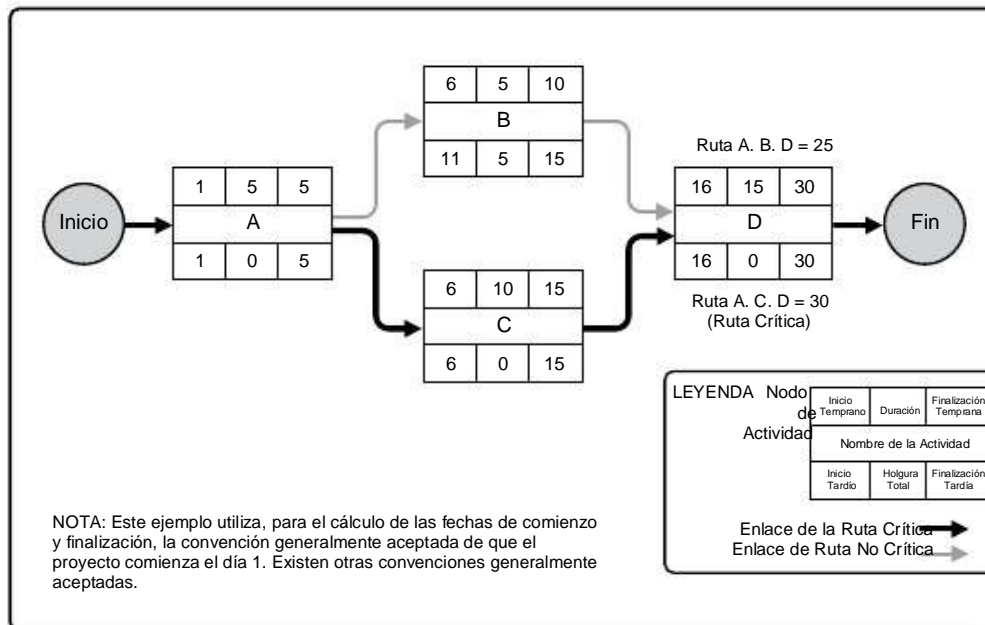 6 5 10
B
11 5 15
Ruta A. B. D = 25
1 5 5
A
1 0 5
Inicio
16 15 30
D
16 0 30
Fin
6 10 15
C
6 0 15
Ruta A. C. D = 30
(Ruta Crítica)
LEYENDA Nodo
de
Actividad
Inicio
Temprano
Duración
Finalización
Temprana
Nombre de la Actividad
Inicio
Tardío
Holgura
Total
Finalización
Tardía
Enlace de la Ruta Crítica
Enlace de Ruta No Crítica
NOTA: Este ejemplo utiliza, para el cálculo de las fechas de comienzo
y finalización, la convención generalmente aceptada de que el
proyecto comienza el día 1. Existen otras convenciones generalmente
aceptadas.